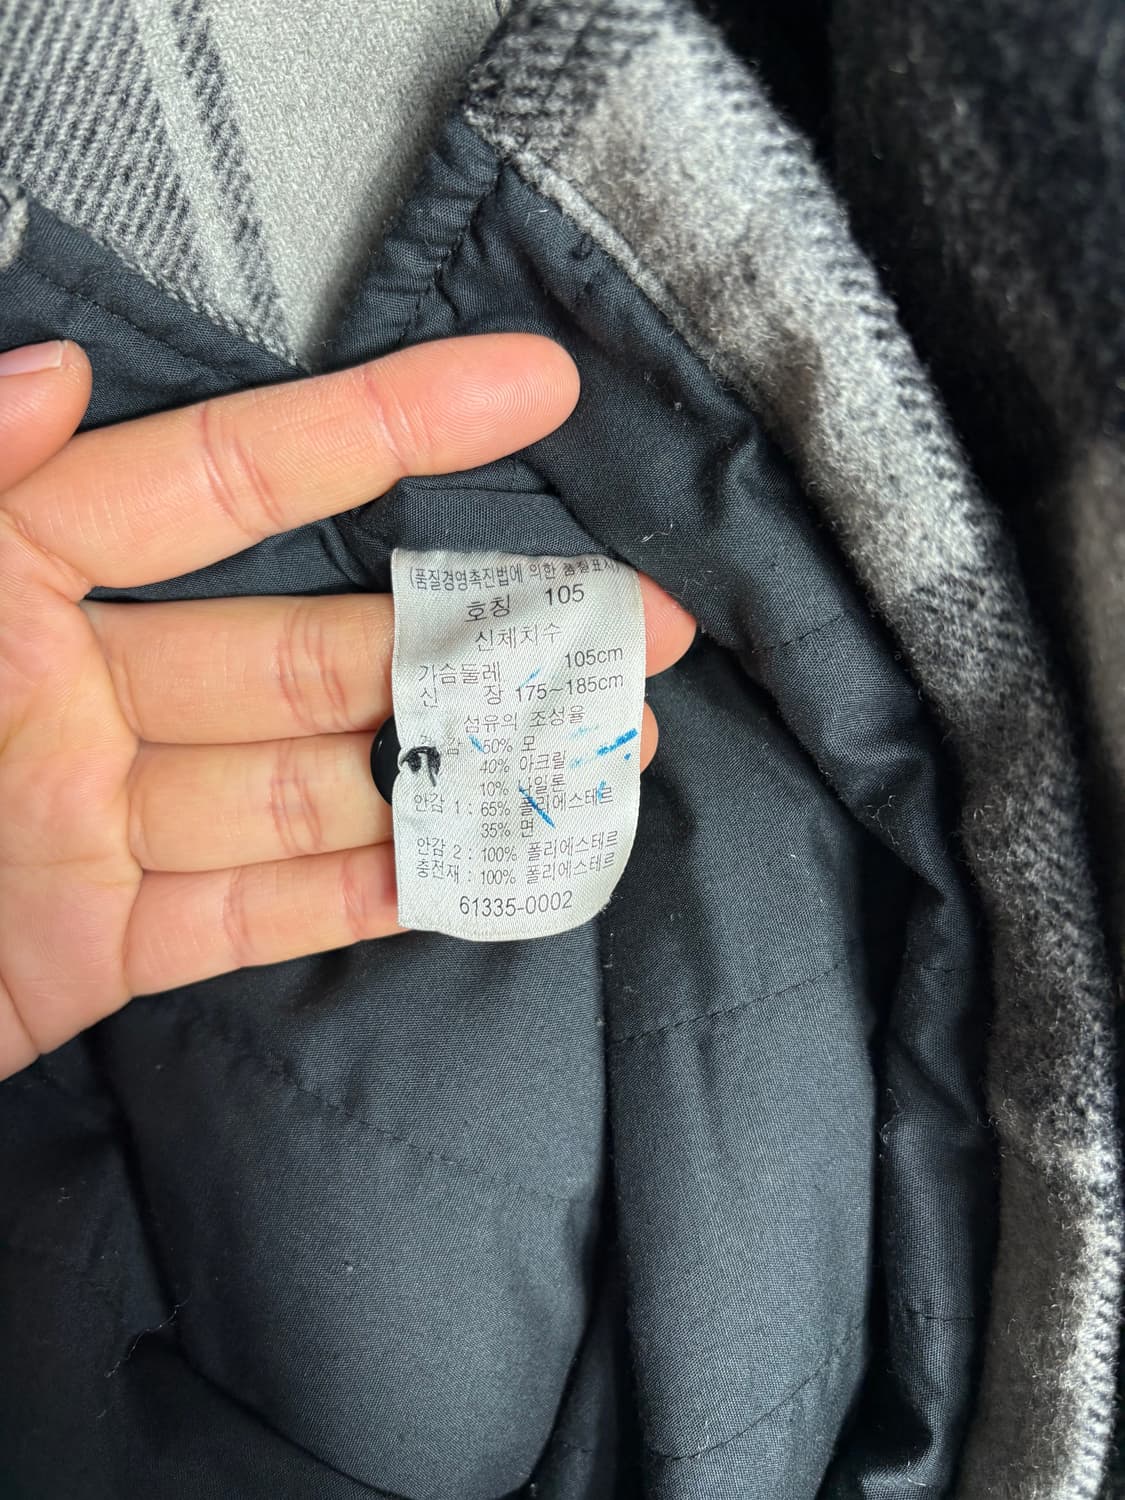 (품질경영촉진법에 의한 품질표시)
호칭 105
신체치수
가슴둘레 105cm
신 장 175~185cm
섬유의 조성율
감 50% 모
40% 아크릴
10% 나일론
안감 1 : 65% 폴리에스테르
35% 면
안감 2 : 100% 폴리에스테르
충전재 : 100% 폴리에스테르
61335-0002